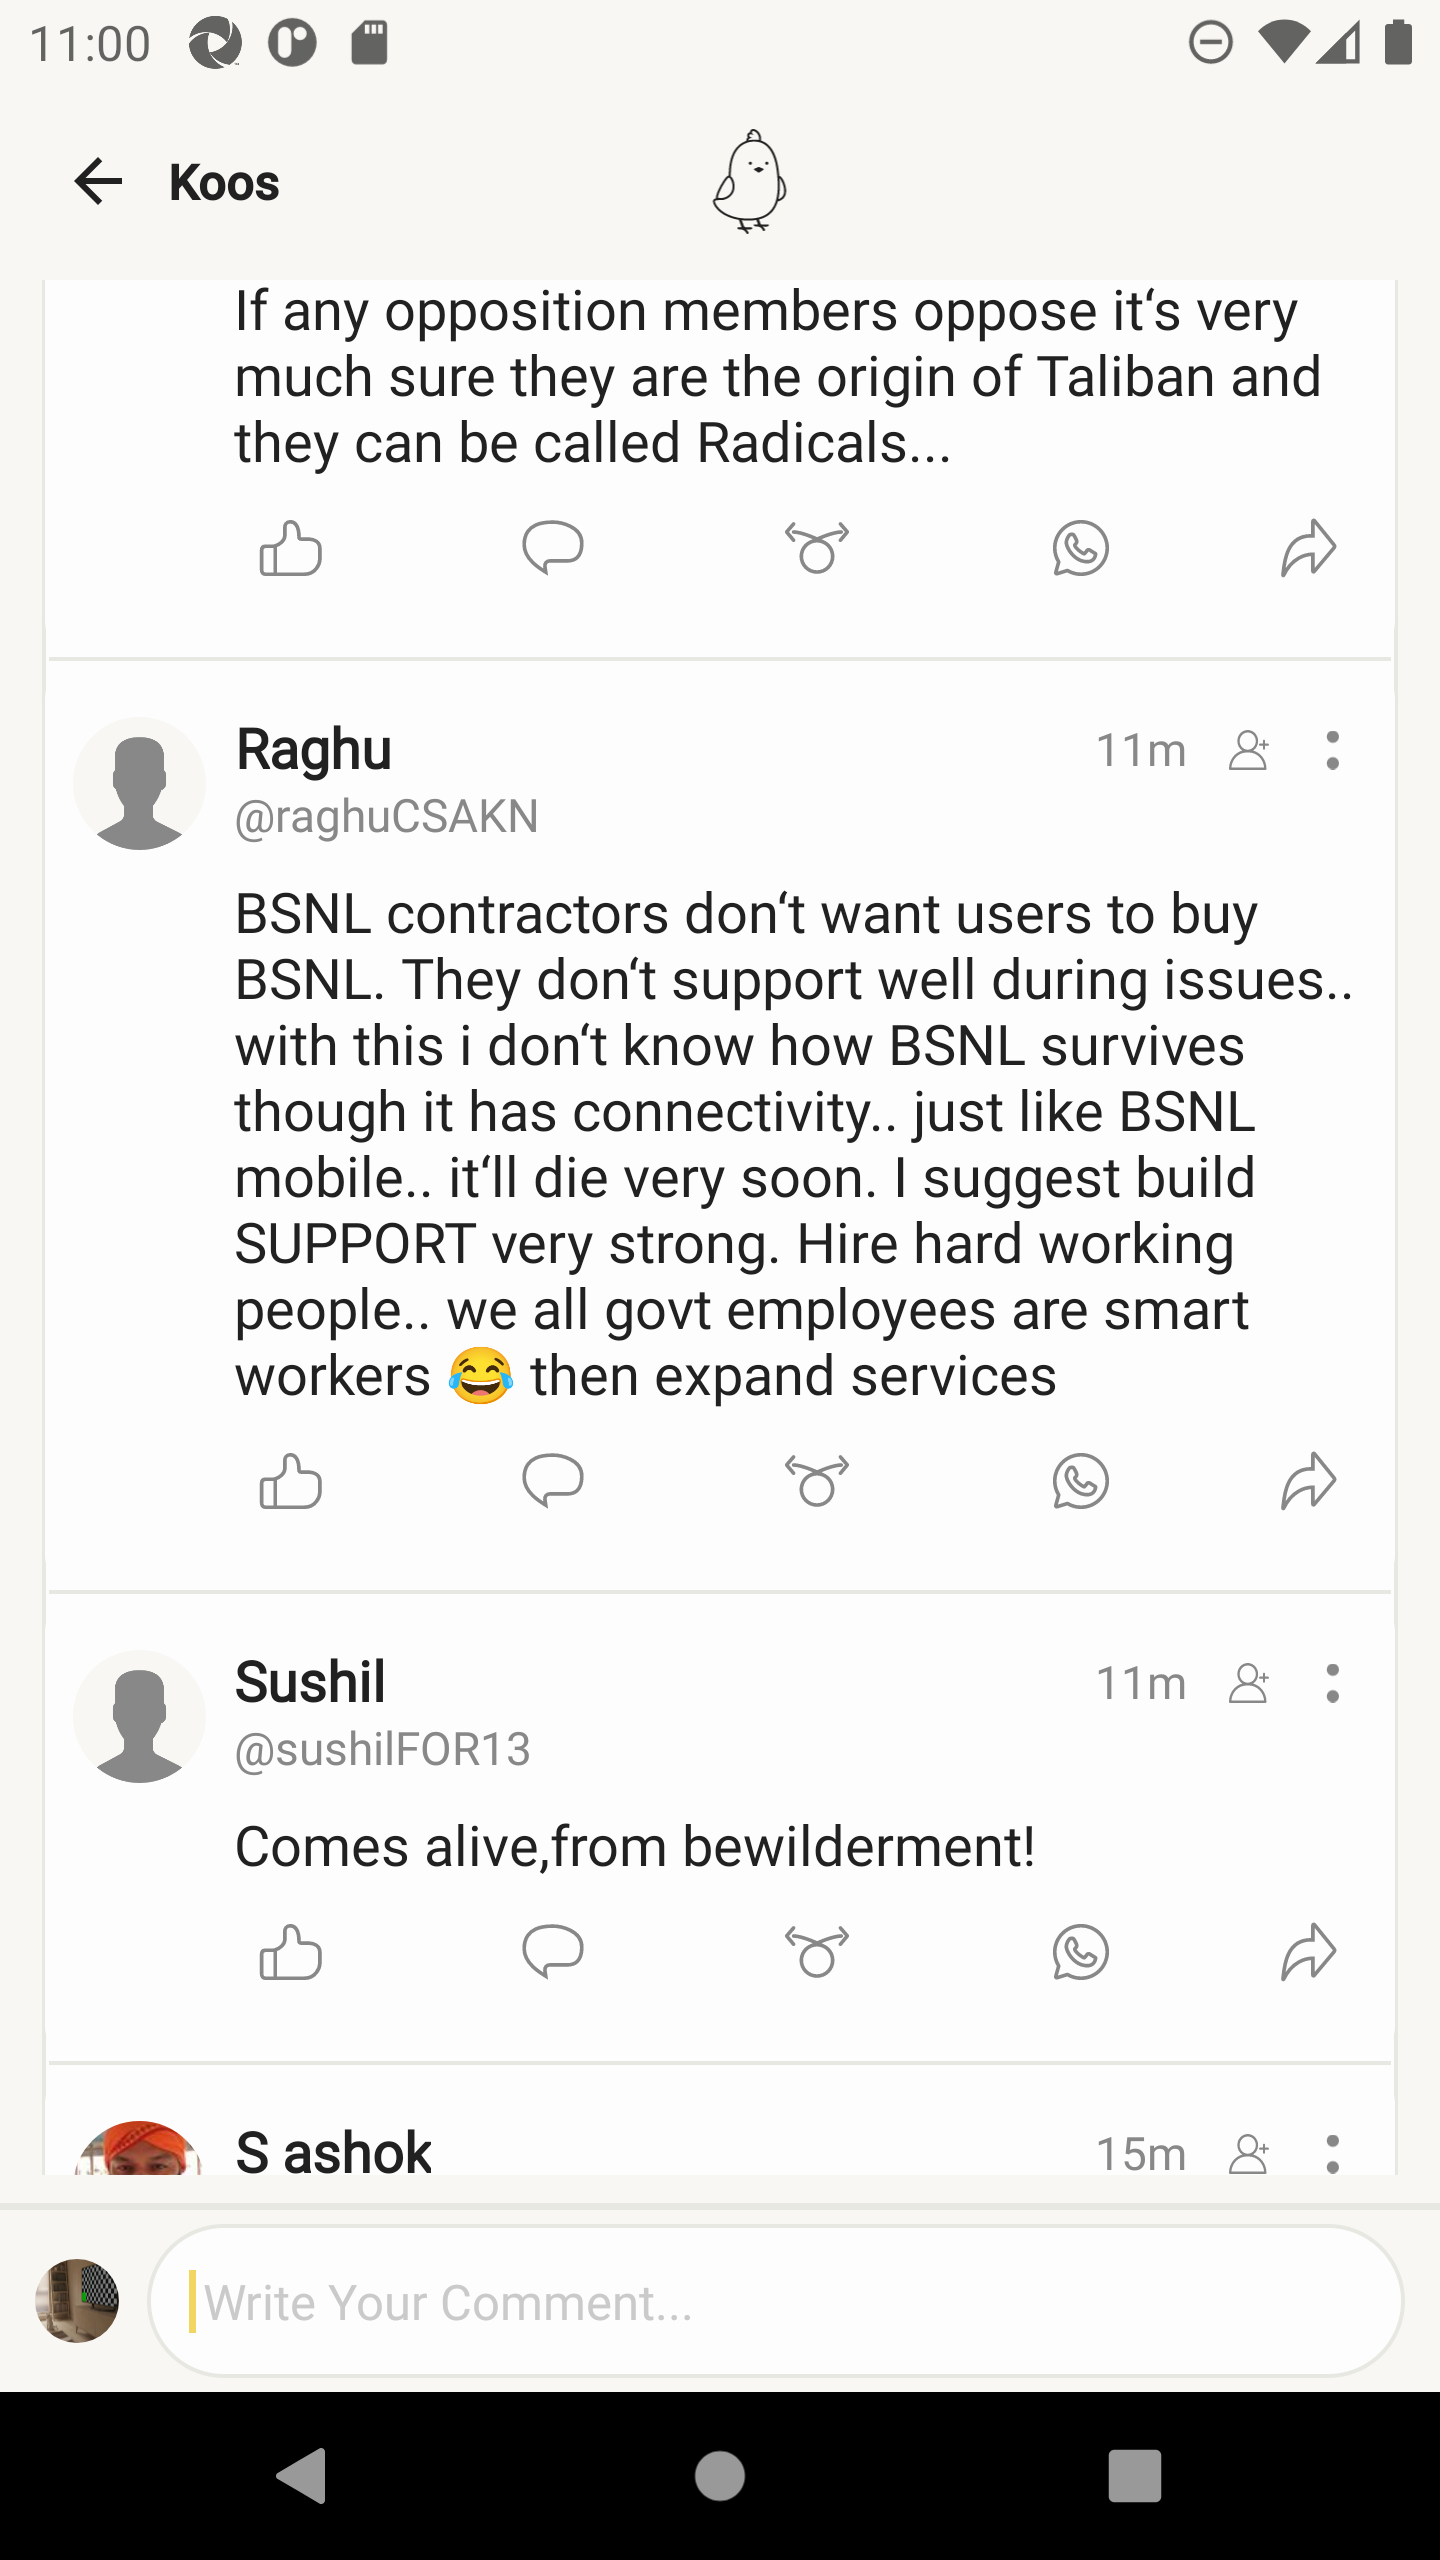 11:00
Koos
If any opposition members oppose it‘s very
much sure they are the origin of Taliban and
they can be called Radicals...
Raghu 11m
@raghuCSAKN
BSNL contractors don‘t want users to buy
BSNL. They don‘t support well during issues..
with this i don‘t know how BSNL survives
though it has connectivity.. just like BSNL
mobile.. it‘ll die very soon. I suggest build
SUPPORT very strong. Hire hard working
people.. we all govt employees are smart
workers 😂 then expand services
Sushil 11m
@sushilFOR13
Comes alive,from bewilderment!
S ashok 15m
Write Your Comment...